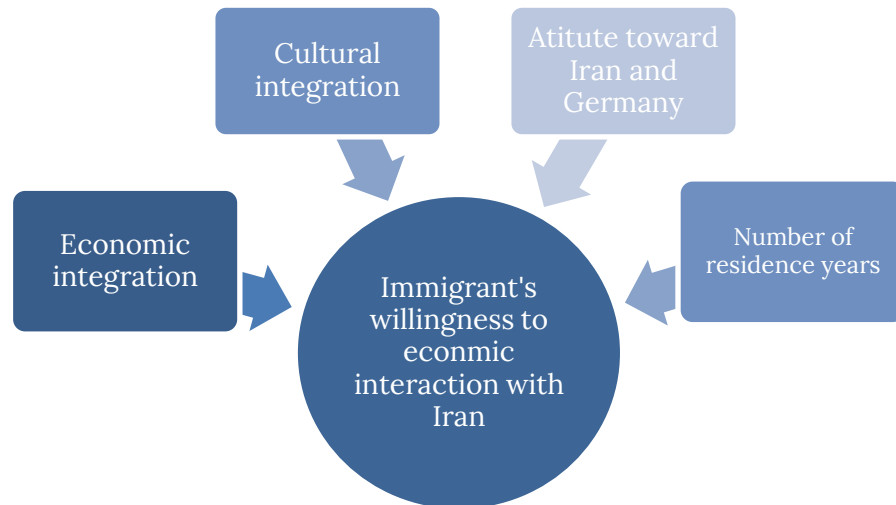 Cultural
integration
Atitute toward
Iran and
Germany
Economic
integration
Number of
residence years
Immigrant's
willingness to
econmic
interaction with
Iran